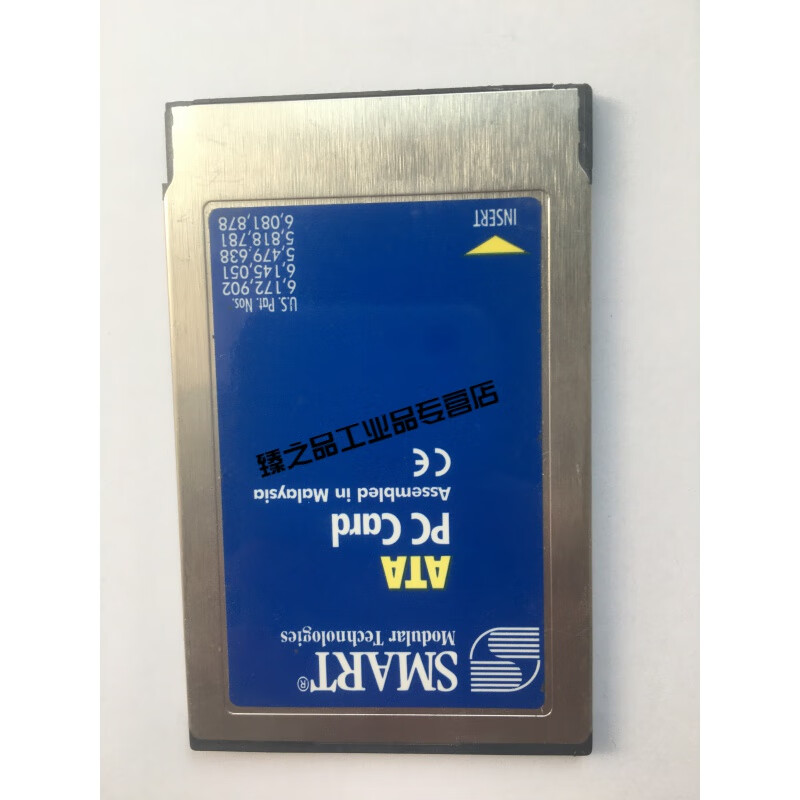 SMART®
Modular Technologies
ATA
PC Card
Assembled in Malaysia
CE
臻之品工业品专营店
U.S. Pat. Nos.
6,172,902
6,145,051
5,479,638
5,818,781
6,081,878
INSERT